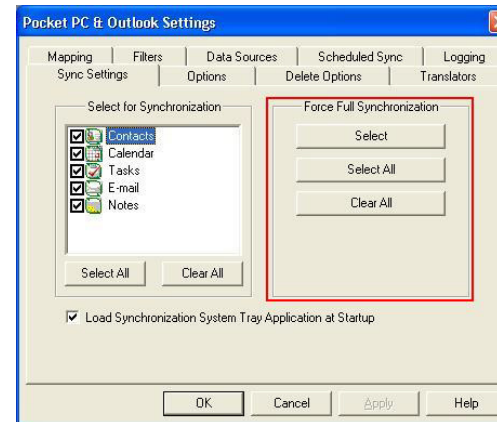 Pocket PC & Outlook Settings
Mapping Filters Data Sources Scheduled Sync Logging
Sync Settings Options Delete Options Translators
Select for Synchronization
Contacts
Calendar
Tasks
E-mail
Notes
Select All Clear All
Force Full Synchronization
Select
Select All
Clear All
Load Synchronization System Tray Application at Startup
OK Cancel Apply Help